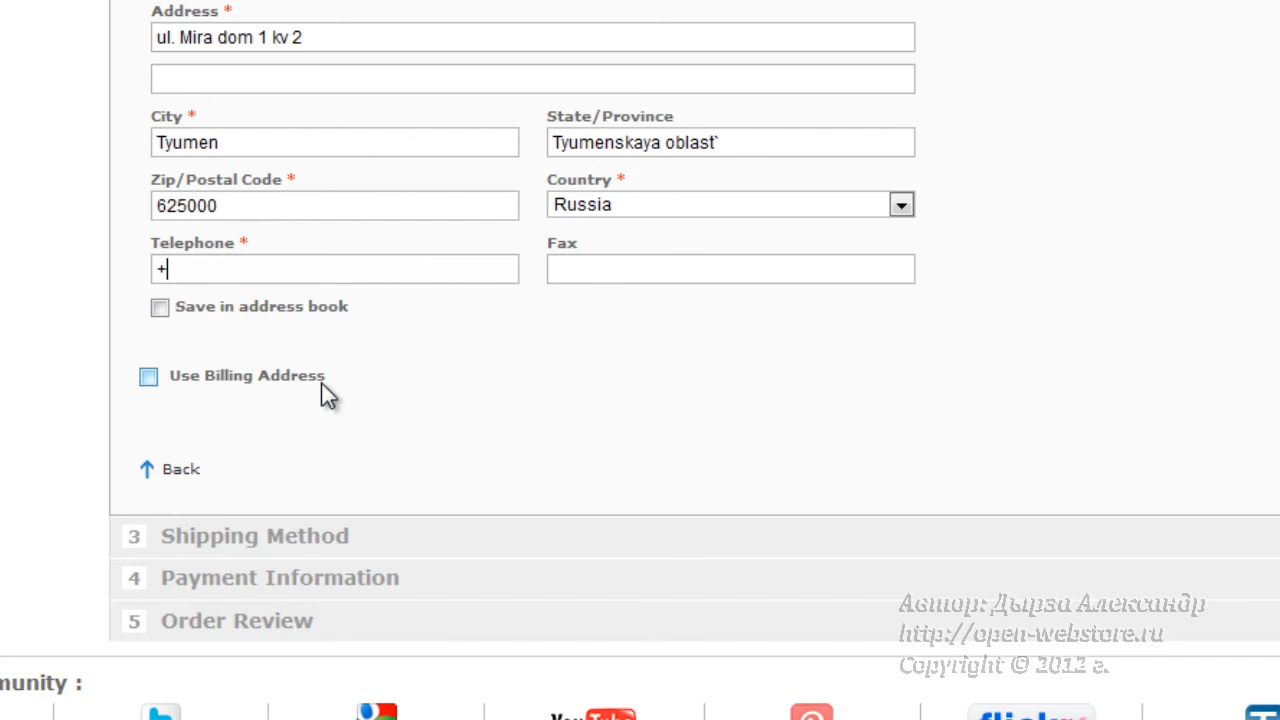 Address *
ul. Mira dom 1 kv 2
City *
State/Province
Tyumen
Tyumenskaya oblast`
Zip/Postal Code *
Country *
625000
Russia
Telephone *
Fax
+
Save in address book
Use Billing Address
Back
3 Shipping Method
4 Payment Information
5 Order Review
Автор: Дырза Александр
http://open-webstore.ru
Copyright © 2012 г.
munity :
YouTube
flickr